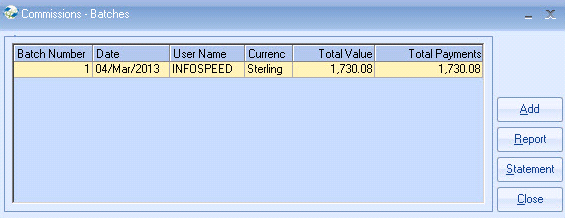 Commissions - Batches
Batch Number Date User Name Currenc Total Value Total Payments
1 04/Mar/2013 INFOSPEED Sterling 1,730.08 1,730.08
Add
Report
Statement
Close